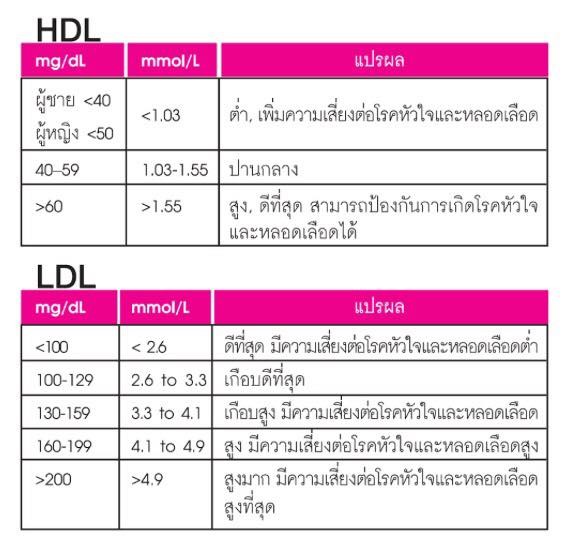 HDL
mg/dL mmol/L แปรผล
ผู้ชาย <40
ผู้หญิง <50 <1.03 ต่ำ, เพิ่มความเสี่ยงต่อโรคหัวใจและหลอดเลือด
40–59 1.03-1.55 ปานกลาง
>60 >1.55 สูง, ดีที่สุด สามารถป้องกันการเกิดโรคหัวใจ
และหลอดเลือดได้
LDL
mg/dL mmol/L แปรผล
<100 < 2.6 ดีที่สุด มีความเสี่ยงต่อโรคหัวใจและหลอดเลือดต่ำ
100-129 2.6 to 3.3 เกือบดีที่สุด
130-159 3.3 to 4.1 เกือบสูง มีความเสี่ยงต่อโรคหัวใจและหลอดเลือด
160-199 4.1 to 4.9 สูง มีความเสี่ยงต่อโรคหัวใจและหลอดเลือดสูง
>200 >4.9 สูงมาก มีความเสี่ยงต่อโรคหัวใจและหลอดเลือด
สูงที่สุด